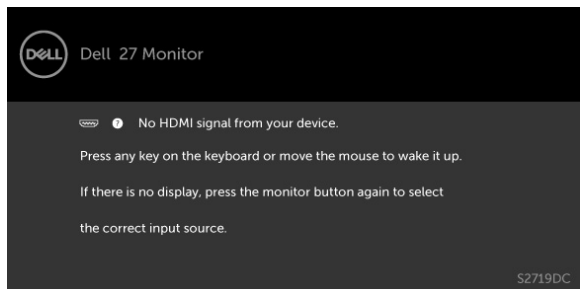 DELL
Dell 27 Monitor
? No HDMI signal from your device.
Press any key on the keyboard or move the mouse to wake it up.
If there is no display, press the monitor button again to select
the correct input source.
S2719DC